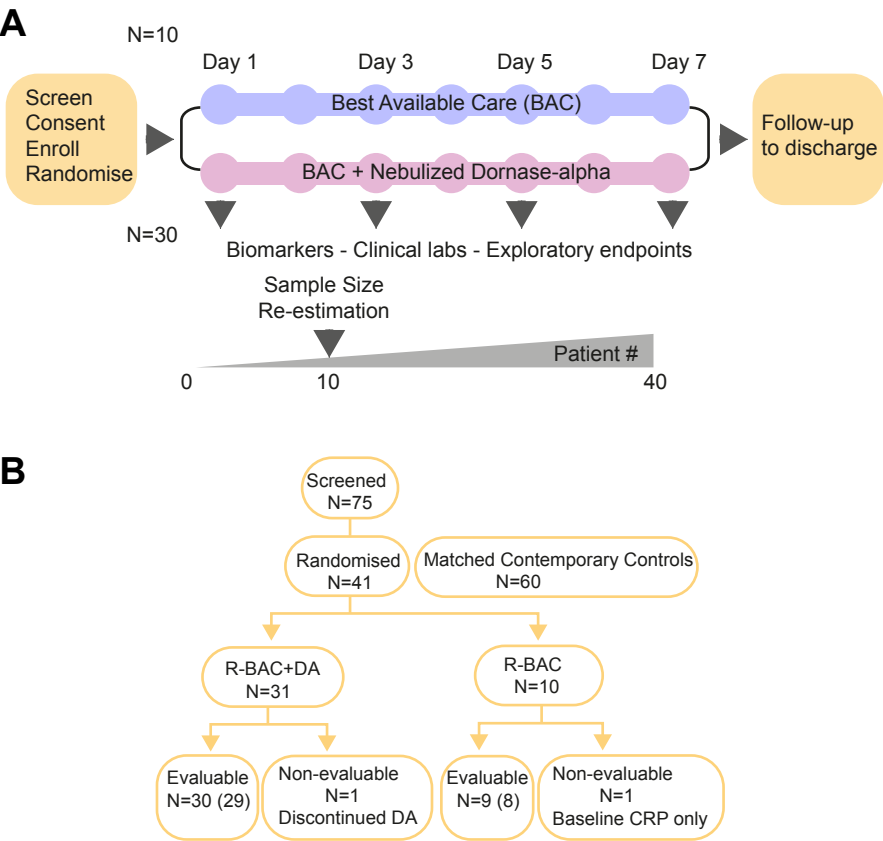 A
N=10
Day 1
Day 3
Day 5
Day 7
Screen
Consent
Enroll
Randomise
Best Available Care (BAC)
BAC + Nebulized Dornase-alpha
Follow-up
to discharge
N=30
Biomarkers - Clinical labs - Exploratory endpoints
Sample Size
Re-estimation
Patient #
0
10
40
B
Screened
N=75
Randomised
N=41
Matched Contemporary Controls
N=60
R-BAC+DA
N=31
R-BAC
N=10
Evaluable
N=30 (29)
Non-evaluable
N=1
Discontinued DA
Evaluable
N=9 (8)
Non-evaluable
N=1
Baseline CRP only